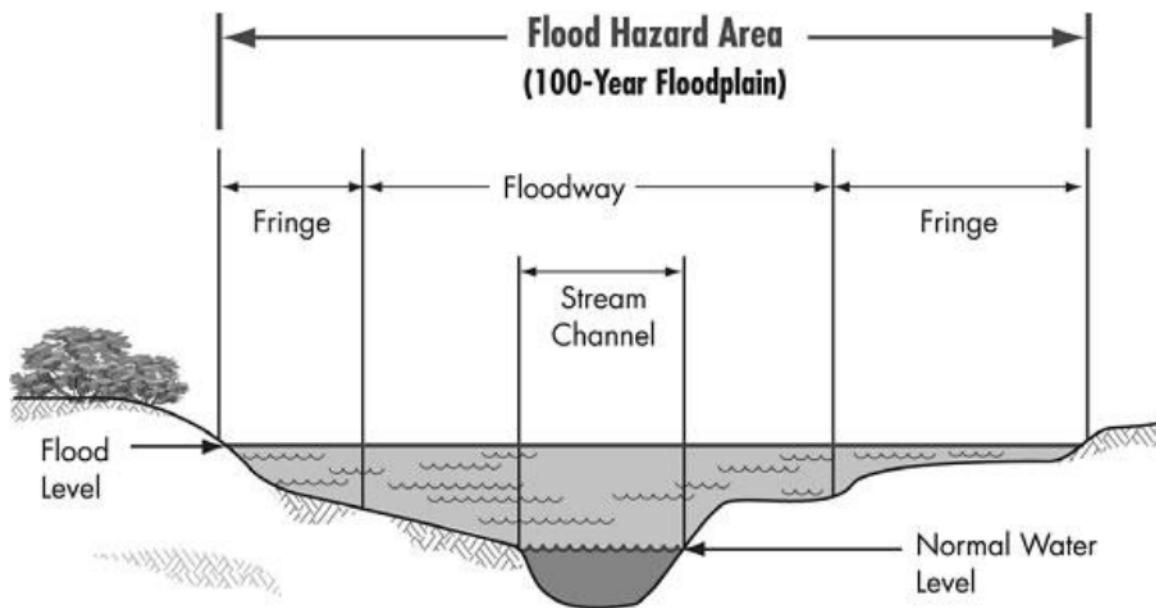 Flood Hazard Area
(100-Year Floodplain)
Fringe
Floodway
Fringe
Stream
Channel
Flood
Level
Normal Water
Level